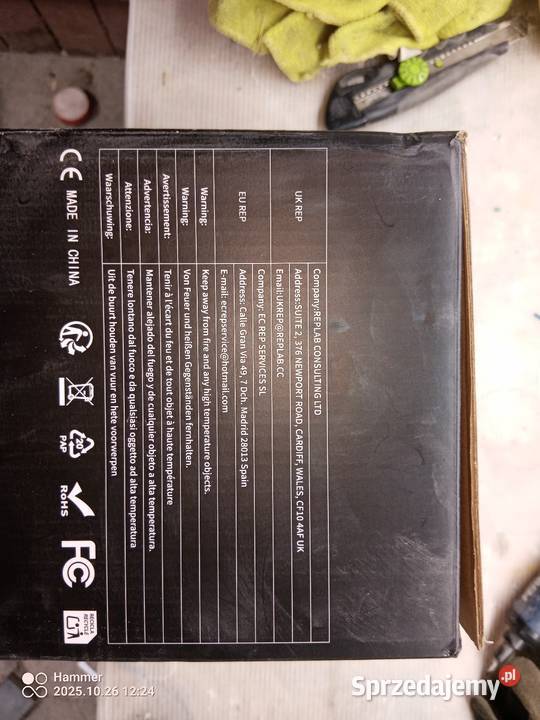 UK REP
Company:REPLAB CONSULTING LTD
Address:SUITE 2, 376 NEWPORT ROAD, CARDIFF, WALES, CF10 4AF UK
Email:UKREP@REPLAB.CC
EU REP
Company: EC REP SERVICES SL
Address: Calle Gran Via 49, 7 Dch. Madrid 28013 Spain
E-mail: ecrepservice@hotmail.com
Warning: Keep away from fire and any high temperature objects.
Warning: Von Feuer und heißen Gegenständen fernhalten.
Avertissement: Tenir à l'écart du feu et de tout objet à haute température
Advertencia: Mantener alejado del fuego y de cualquier objeto a alta temperatura.
Attenzione: Tenere lontano dal fuoco e da qualsiasi oggetto ad alta temperatura
Waarschuwing: Uit de buurt houden van vuur en hete voorwerpen
CE MADE IN CHINA
20
PAP
RoHS
FC
RECICLA
RECYCLE
Hammer
2025.10.26 12:24
Sprzedajemy.pl